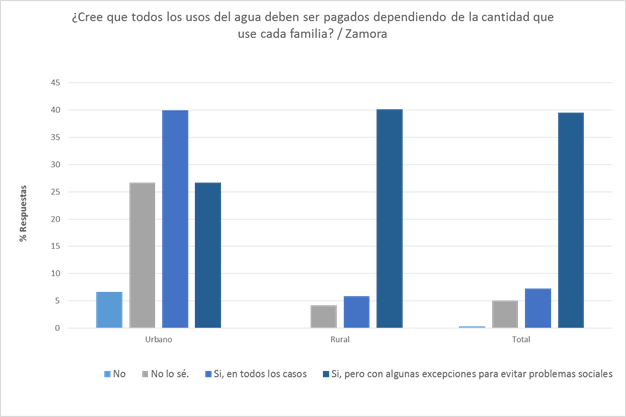 ¿Cree que todos los usos del agua deben ser pagados dependiendo de la cantidad que
use cada familia? / Zamora
45
40
35
30
25
20
15
10
5
0
% Respuestas
Urbano
Rural
Total
No
No lo sé.
Si, en todos los casos
Si, pero con algunas excepciones para evitar problemas sociales